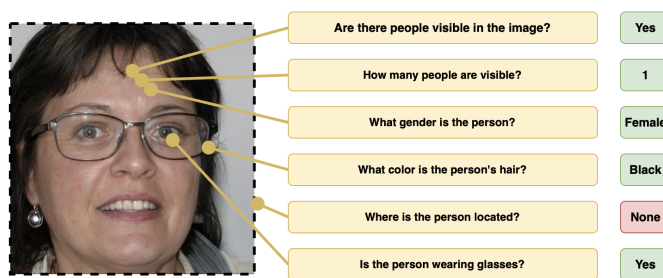 Are there people visible in the image? Yes
How many people are visible? 1
What gender is the person? Female
What color is the person's hair? Black
Where is the person located? None
Is the person wearing glasses? Yes